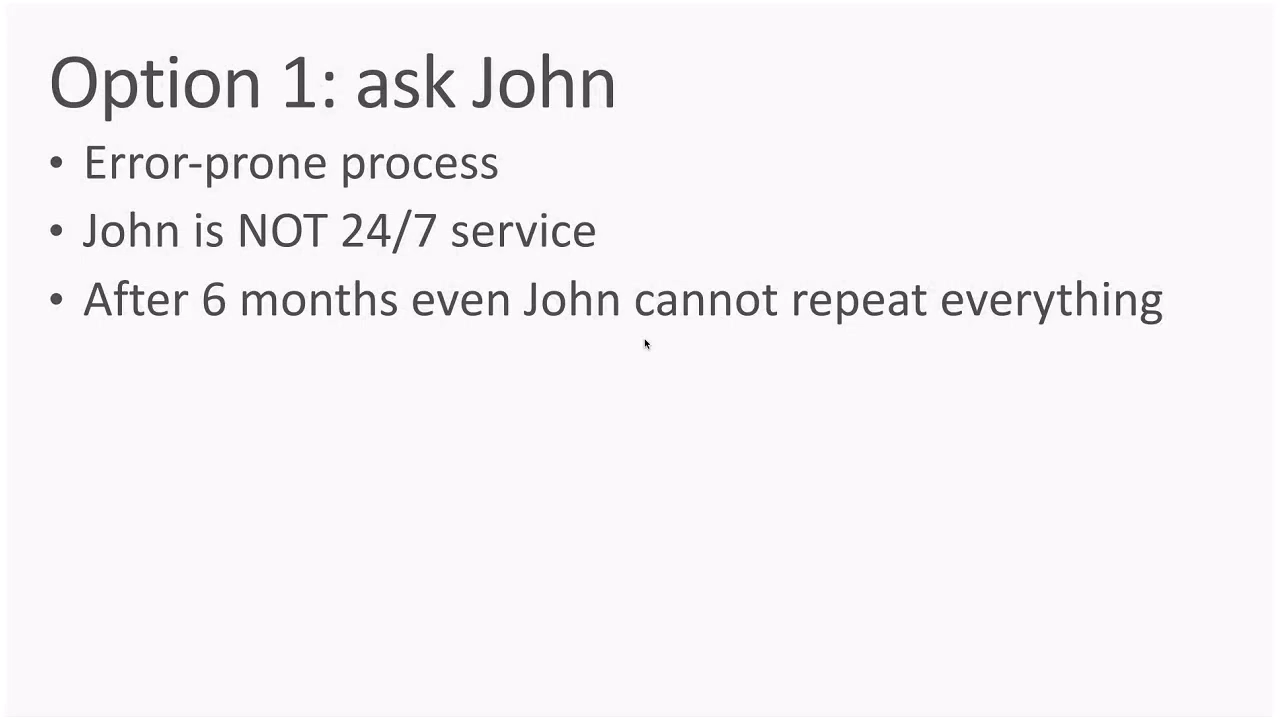 Option 1: ask John
• Error-prone process
• John is NOT 24/7 service
• After 6 months even John cannot repeat everything